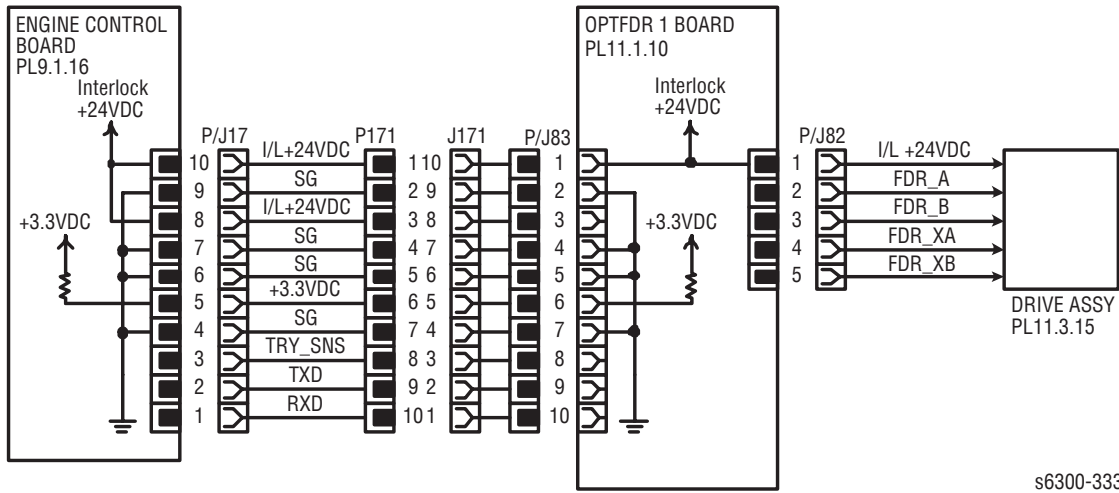 ENGINE CONTROL
BOARD
PL9.1.16
Interlock
+24VDC
+3.3VDC
P/J17
P171
J171
P/J83
10 I/L+24VDC 1 10 1
9 SG 2 9 2
8 I/L+24VDC 3 8 3
7 SG 4 7 4
6 SG 5 6 5
5 +3.3VDC 6 5 6
4 SG 7 4 7
3 TRY_SNS 8 3 8
2 TXD 9 2 9
1 RXD 10 1 10
OPTFDR 1 BOARD
PL11.1.10
Interlock
+24VDC
+3.3VDC
P/J82
1 I/L +24VDC
2 FDR_A
3 FDR_B
4 FDR_XA
5 FDR_XB
DRIVE ASSY
PL11.3.15
s6300-333